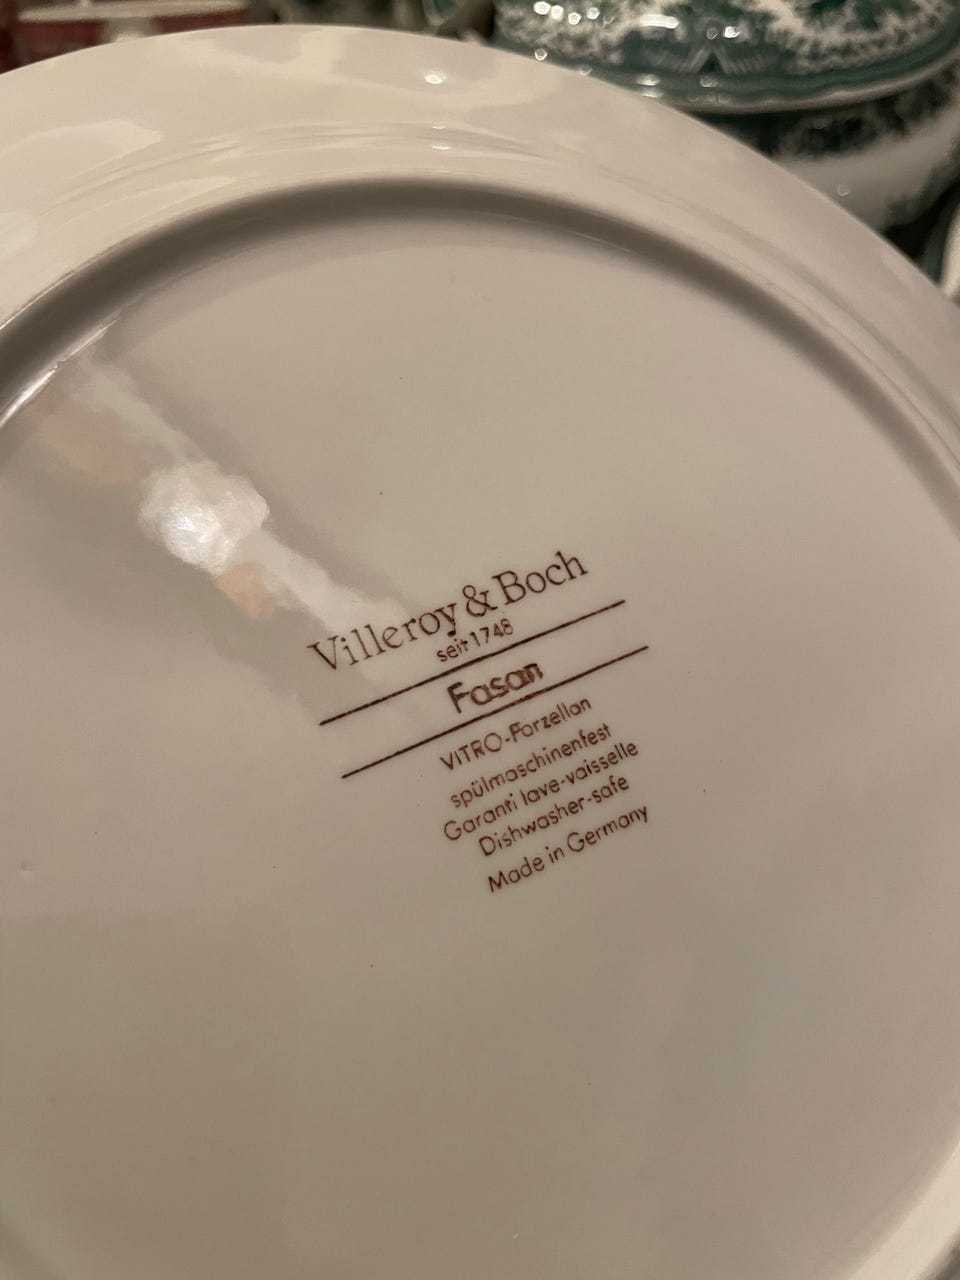 Villeroy & Boch
seit 1748
Fasan
VITRO-Porzellan
spülmaschinenfest
Garanti lave-vaisselle
Dishwasher-safe
Made in Germany